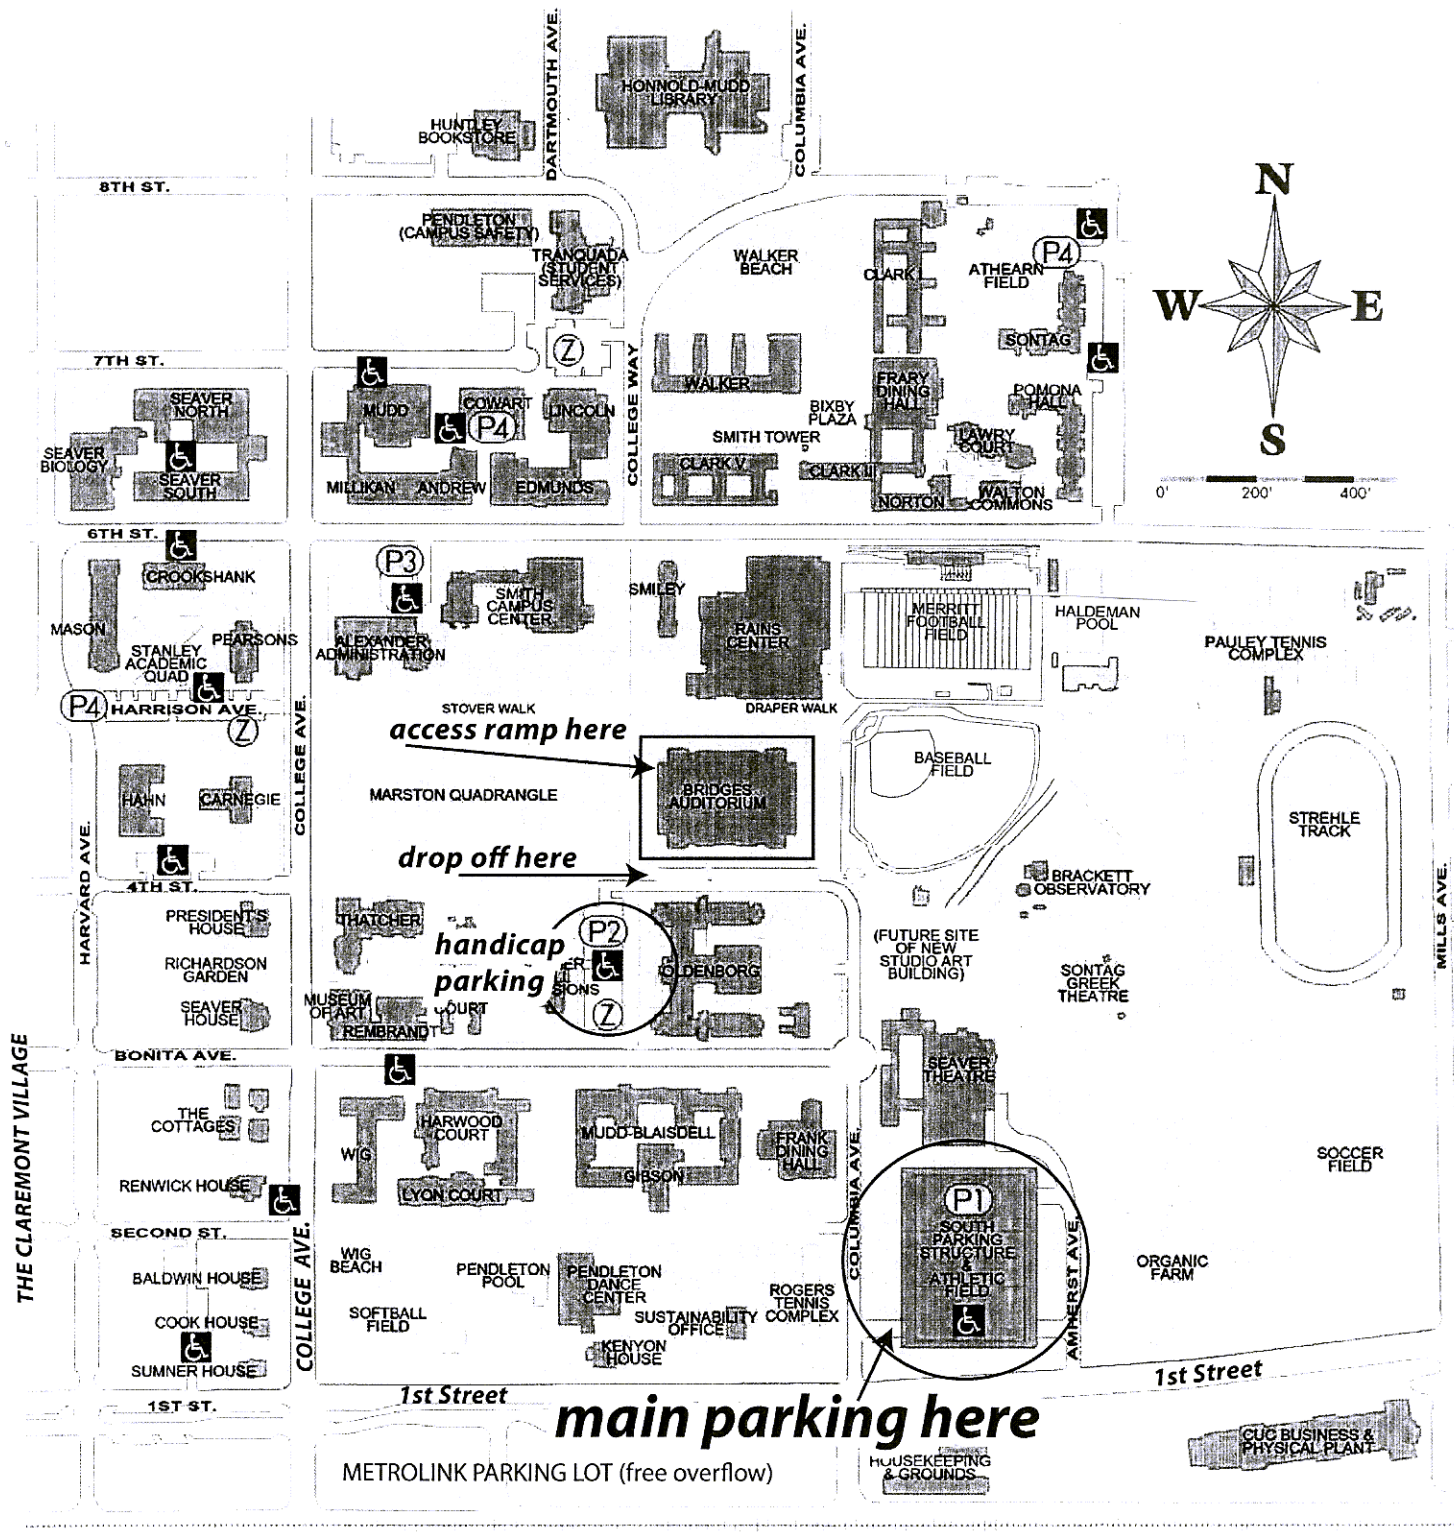 DARTMOUTH AVE.
COLUMBIA AVE.
HONNOLD-MUDD
LIBRARY
HUNTLEY
BOOKSTORE
8TH ST.
N
PENDLETON
(CAMPUS SAFETY)
TRANQUADA
(STUDENT
SERVICES)
WALKER
BEACH
CLARK I
ATHEARN
FIELD
P4
W
E
S
0'
200'
400'
SONTAG
7TH ST.
Z
COLLEGE WAY
WALKER
FRARY
DINING
HALL
POMONA
HALL
BIXBY
PLAZA
SMITH TOWER
LAWRY
COURT
SEAVER
NORTH
MUDD
COWART
P4
LINCOLN
SEAVER
BIOLOGY
SEAVER
SOUTH
MILLIKAN
ANDREW
EDMUNDS
CLARK V
CLARK III
NORTON
WALTON
COMMONS
6TH ST.
P3
CROOKSHANK
SMITH
CAMPUS
CENTER
SMILEY
RAINS
CENTER
MERRITT
FOOTBALL
FIELD
HALDEMAN
POOL
PAULEY TENNIS
COMPLEX
MASON
STANLEY
ACADEMIC
QUAD
PEARSONS
ALEXANDER
ADMINISTRATION
P4
HARRISON AVE.
Z
COLLEGE AVE.
STOVER WALK
DRAPER WALK
access ramp here
BRIDGES
AUDITORIUM
BASEBALL
FIELD
MARSTON QUADRANGLE
HAHN
CARNEGIE
STREHLE
TRACK
drop off here
HARVARD AVE.
4TH ST.
BRACKETT
OBSERVATORY
MILLS AVE.
PRESIDENT'S
HOUSE
THATCHER
P2
handicap
parking
ER
SIONS
OLDENBORG
Z
(FUTURE SITE
OF NEW
STUDIO ART
BUILDING)
SONTAG
GREEK
THEATRE
RICHARDSON
GARDEN
SEAVER
HOUSE
MUSEUM
OF ART
REMBRANDT
COURT
BONITA AVE.
SEAVER
THEATRE
THE CLAREMONT VILLAGE
THE
COTTAGES
WIG
HARWOOD
COURT
LYON COURT
MUDD-BLAISDELL
GIBSON
FRANK
DINING
HALL
COLUMBIA AVE.
SOCCER
FIELD
RENWICK HOUSE
SECOND ST.
COLLEGE AVE.
P1
SOUTH
PARKING
STRUCTURE
&
ATHLETIC
FIELD
AMHERST AVE.
ORGANIC
FARM
WIG
BEACH
PENDLETON
POOL
PENDLETON
DANCE
CENTER
SUSTAINABILITY
OFFICE
ROGERS
TENNIS
COMPLEX
BALDWIN HOUSE
COOK HOUSE
SUMNER HOUSE
SOFTBALL
FIELD
KENYON
HOUSE
1ST ST.
1st Street
1st Street
main parking here
METROLINK PARKING LOT (free overflow)
HOUSEKEEPING
& GROUNDS
CUC BUSINESS &
PHYSICAL PLANT